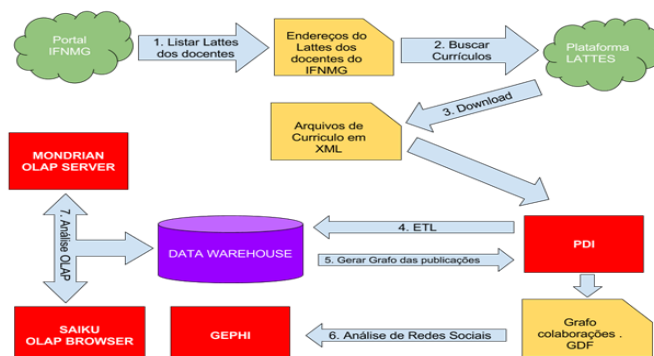 Portal
IFNMG
1. Listar Lattes
dos docentes
Endereços do
Lattes dos
docentes do
IFNMG
2. Buscar
Currículos
Plataforma
LATTES
3. Download
Arquivos de
Curriculo em
XML
MONDRIAN
OLAP SERVER
7. Análise OLAP
DATA WAREHOUSE
4. ETL
5. Gerar Grafo das publicações
PDI
SAIKU
OLAP BROWSER
GEPHI
6. Análise de Redes Sociais
Grafo
colaborações .
GDF